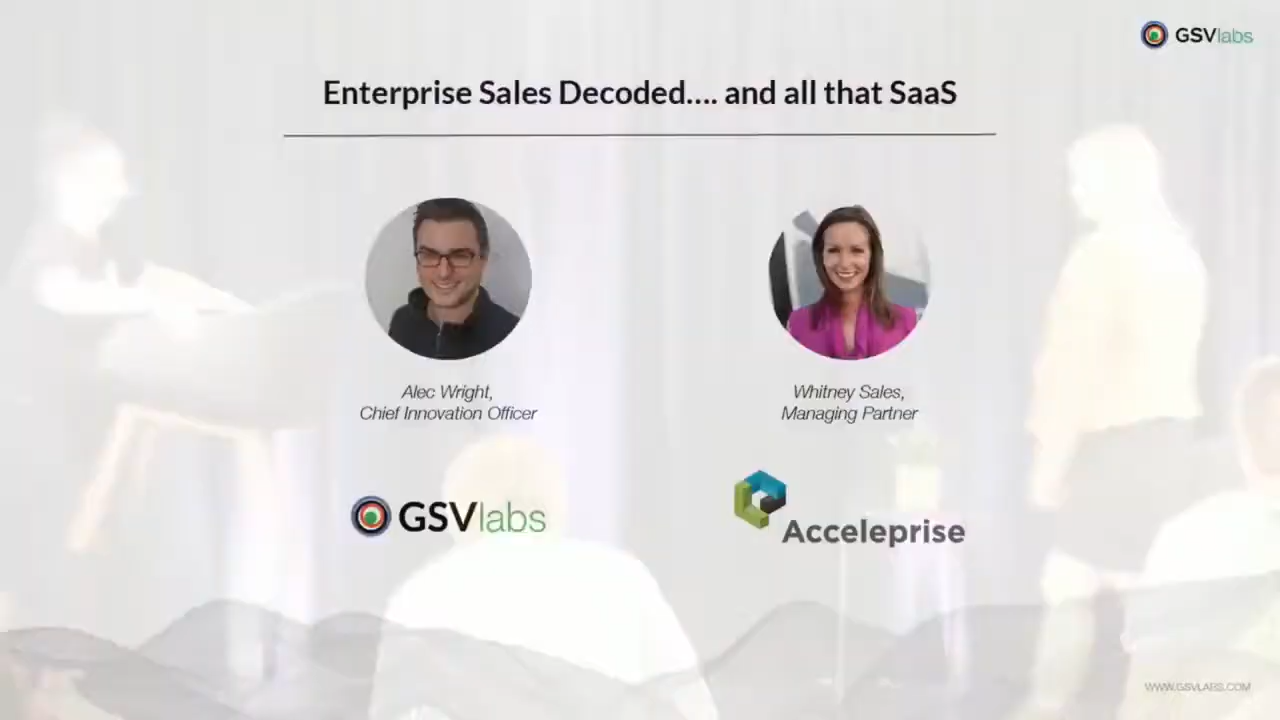 GSVlabs
Enterprise Sales Decoded.... and all that SaaS
Alec Wright,
Chief Innovation Officer
Whitney Sales,
Managing Partner
GSVlabs
Acceleprise
WWW.GSVLABS.COM